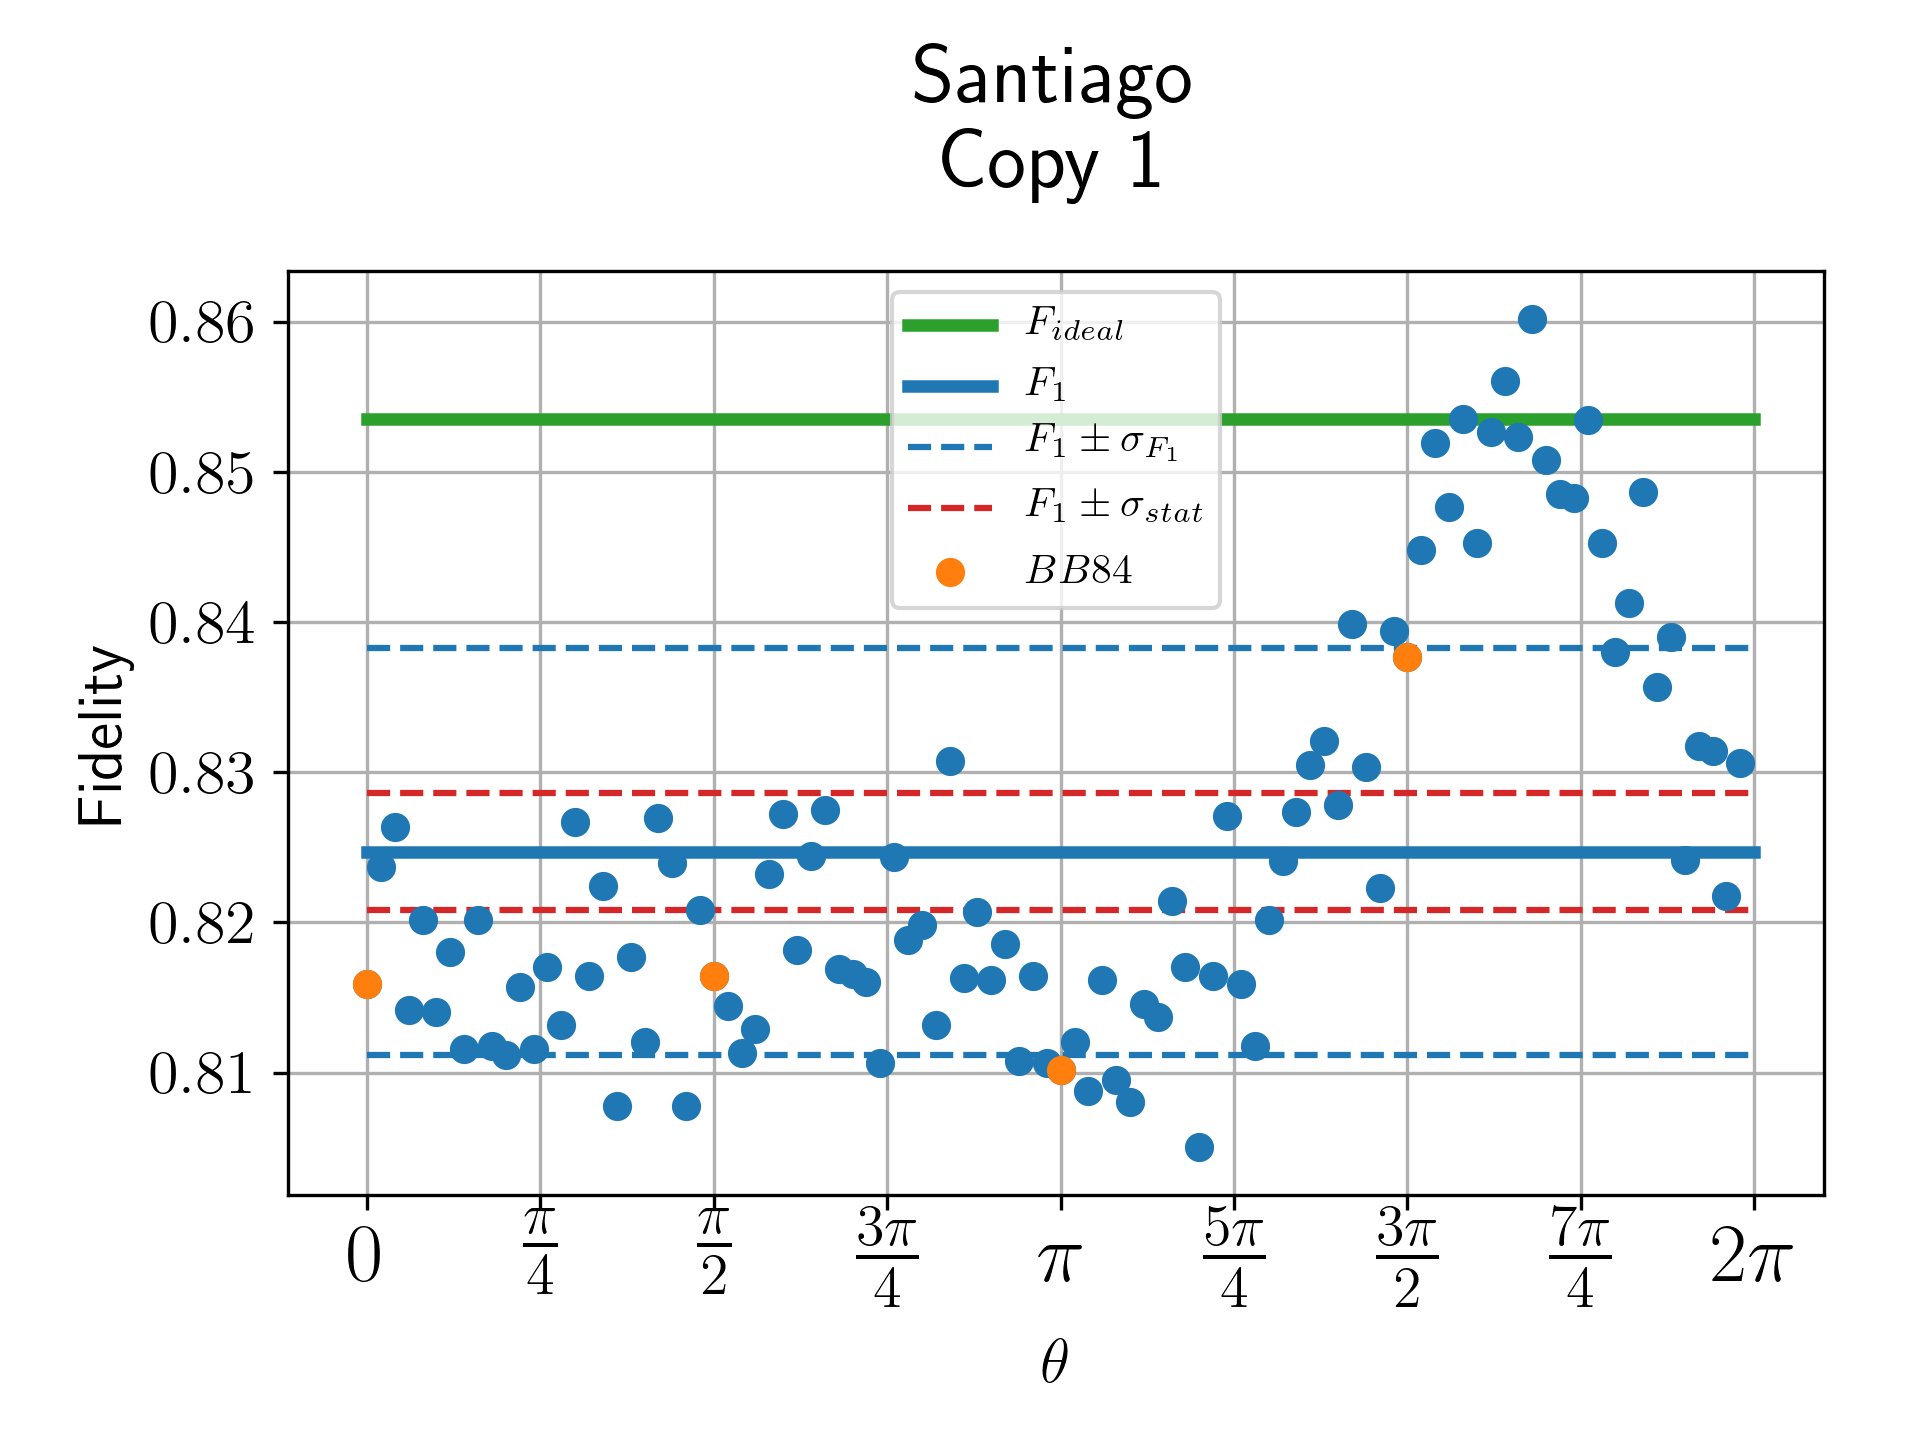 Santiago
Copy 1
0.86
0.85
0.84
0.83
0.82
0.81
Fidelity
F_{ideal}
F_1
F_1 ± σ_{F_1}
F_1 ± σ_{stat}
BB84
0 π/4 π/2 3π/4 π 5π/4 3π/2 7π/4 2π
θ